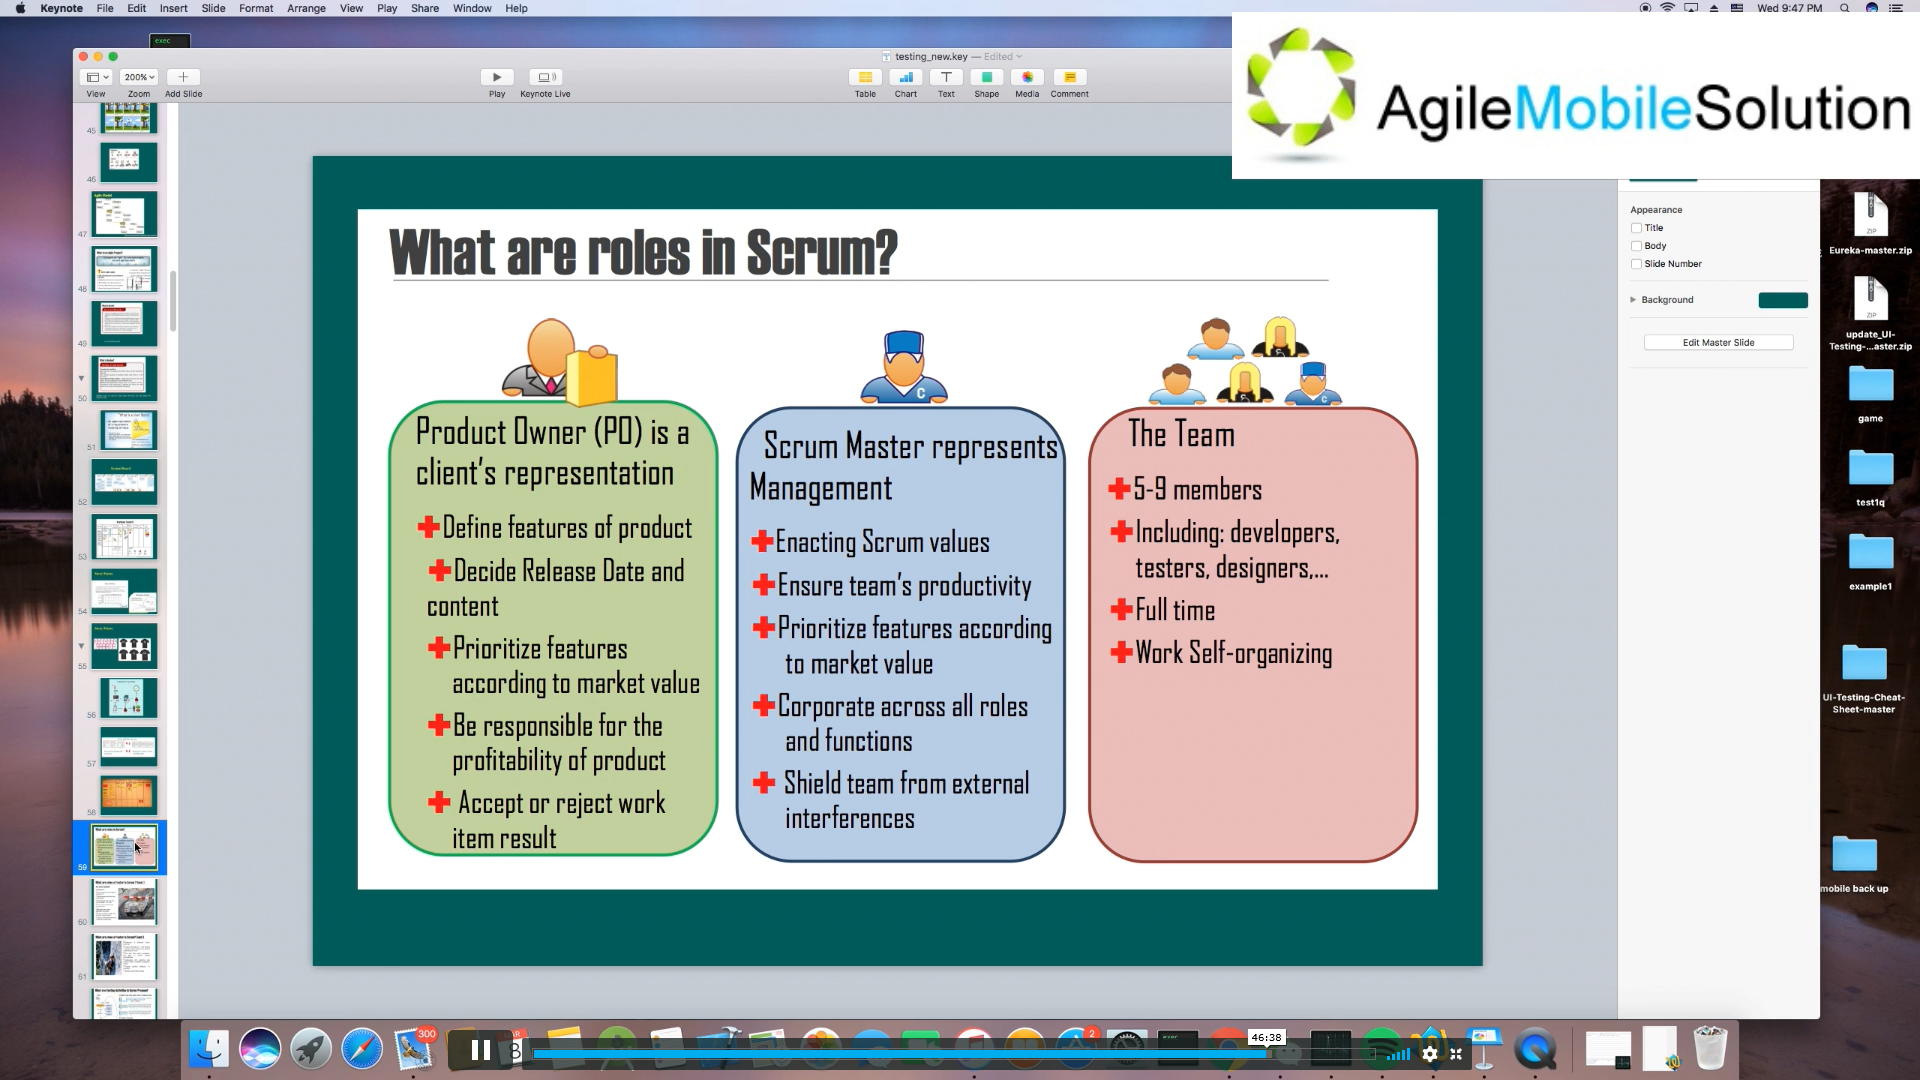 Keynote File Edit Insert Slide Format Arrange View Play Share Window Help
Wed 9:47 PM
exec
testing_new.key — Edited
200%
View Zoom Add Slide
Play Keynote Live
Table Chart Text Shape Media Comment
AgileMobileSolution
45
46
47
48
49
50
51
52
53
54
55
56
57
58
59
60
61
What are roles in Scrum?
Product Owner (PO) is a
client's representation
Define features of product
Decide Release Date and
content
Prioritize features
according to market value
Be responsible for the
profitability of product
Accept or reject work
item result
Scrum Master represents
Management
Enacting Scrum values
Ensure team's productivity
Prioritize features according
to market value
Corporate across all roles
and functions
Shield team from external
interferences
C
The Team
5-9 members
Including: developers,
testers, designers,...
Full time
Work Self-organizing
C
Appearance
Title
Body
Slide Number
Background
Edit Master Slide
ZIP
Eureka-master.zip
ZIP
update_UI-
Testing-...aster.zip
game
test1q
example1
UI-Testing-Cheat-
Sheet-master
mobile back up
300
8
2
exec
46:38